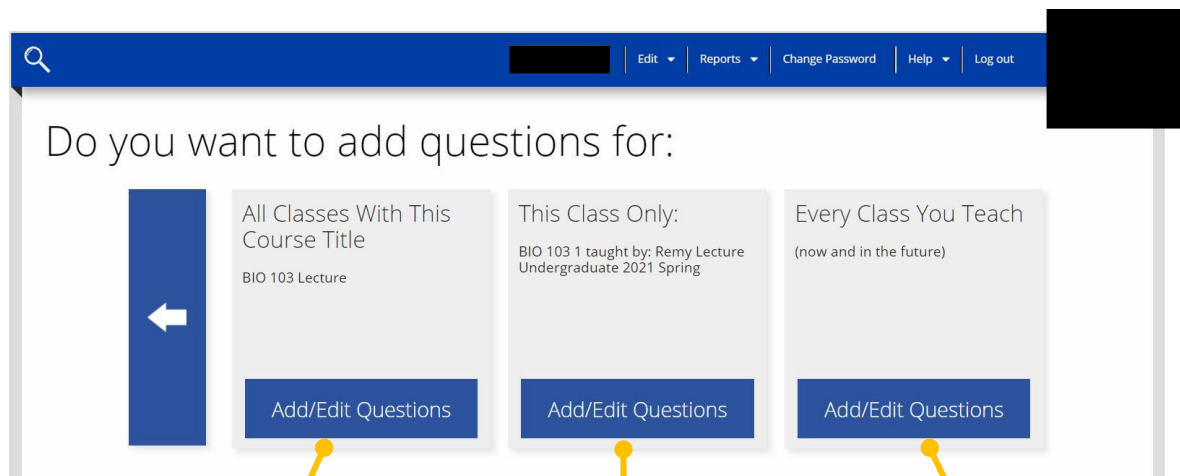 Edit Reports Change Password Help Log out
Do you want to add questions for:
All Classes With This
Course Title
BIO 103 Lecture
Add/Edit Questions
This Class Only:
BIO 103 1 taught by: Remy Lecture
Undergraduate 2021 Spring
Add/Edit Questions
Every Class You Teach
(now and in the future)
Add/Edit Questions